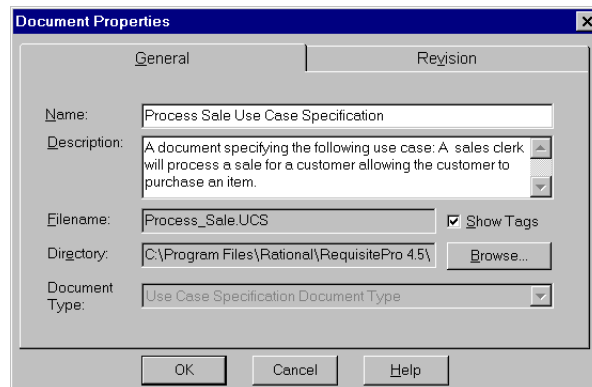 Document Properties
General Revision
Name: Process Sale Use Case Specification
Description: A document specifying the following use case: A sales clerk
will process a sale for a customer allowing the customer to
purchase an item.
Filename: Process_Sale.UCS Show Tags
Directory: C:\Program Files\Rational\RequisitePro 4.5\ Browse...
Document
Type: Use Case Specification Document Type
OK Cancel Help